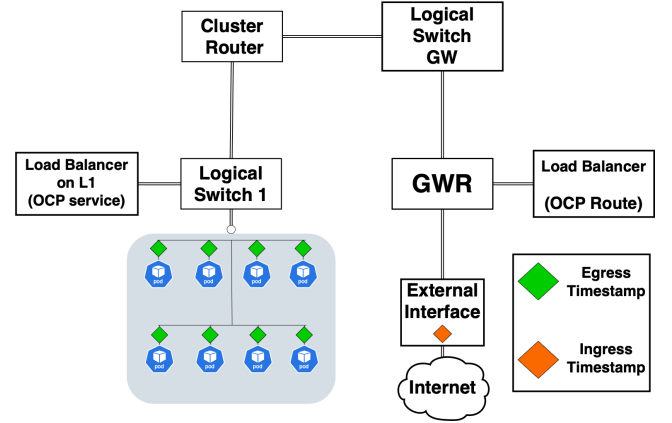 Cluster
Router
Logical
Switch
GW
Load Balancer
on L1
(OCP service)
Logical
Switch 1
GWR
Load Balancer
(OCP Route)
pod
pod
pod
pod
pod
pod
pod
pod
External
Interface
Internet
Egress
Timestamp
Ingress
Timestamp